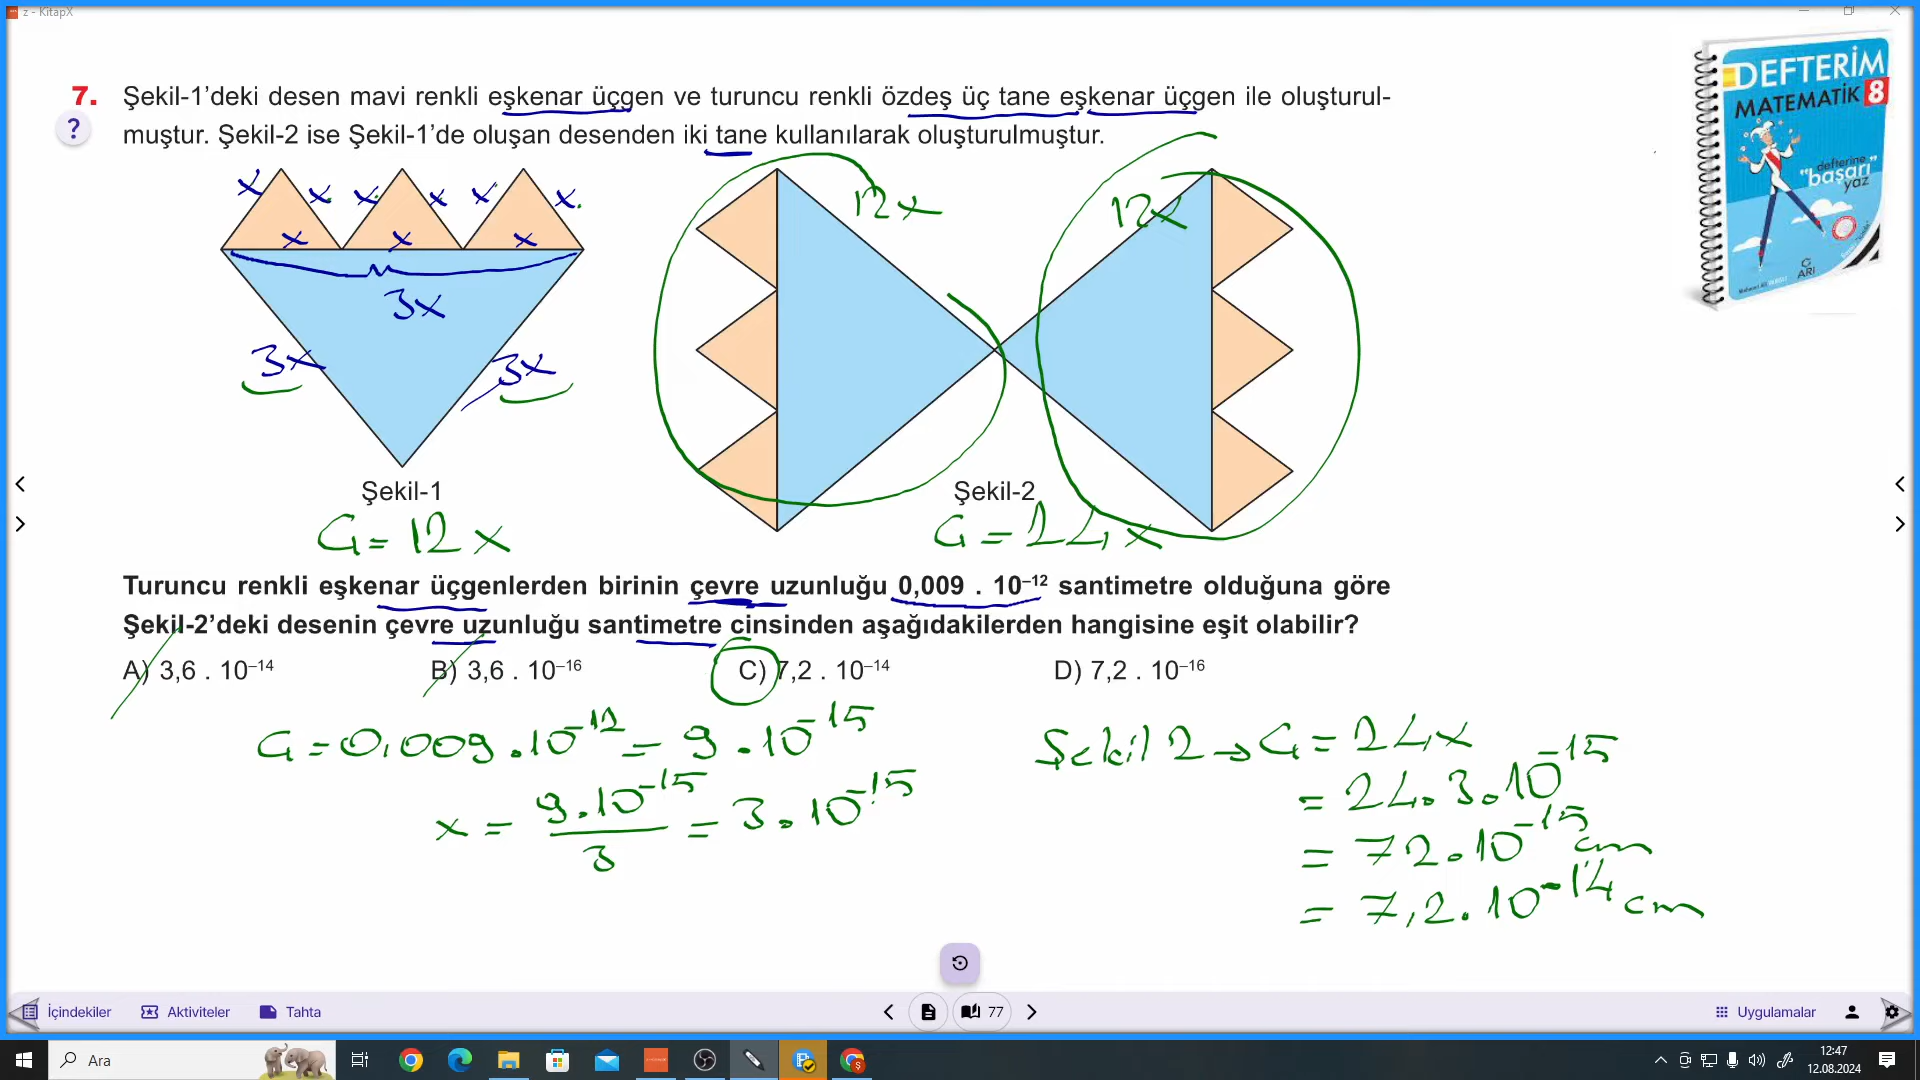 z - KitapX
7. Şekil-1’deki desen mavi renkli eşkenar üçgen ve turuncu renkli özdeş üç tane eşkenar üçgen ile oluşturul-
? muştur. Şekil-2 ise Şekil-1’de oluşan desenden iki tane kullanılarak oluşturulmuştur.
DEFTERİM
MATEMATİK 8
defterine
"başarı"
yaz
ARI
x x x x x x
x x x
3x
3x 3x
12x 12x
Şekil-1 Şekil-2
Ç = 12x Ç = 24x
Turuncu renkli eşkenar üçgenlerden birinin çevre uzunluğu 0,009 . 10⁻¹² santimetre olduğuna göre
Şekil-2’deki desenin çevre uzunluğu santimetre cinsinden aşağıdakilerden hangisine eşit olabilir?
A) 3,6 . 10⁻¹⁴ B) 3,6 . 10⁻¹⁶ C) 7,2 . 10⁻¹⁴ D) 7,2 . 10⁻¹⁶
Ç = 0,009 . 10⁻¹² = 9 . 10⁻¹⁵
x = 9.10⁻¹⁵ / 3 = 3 . 10⁻¹⁵
Şekil 2 → Ç = 24x
= 24 . 3 . 10⁻¹⁵
= 72 . 10⁻¹⁵ cm
= 7,2 . 10⁻¹⁴ cm
İçindekiler Aktiviteler Tahta 77 Uygulamalar
Ara 12:47
12.08.2024